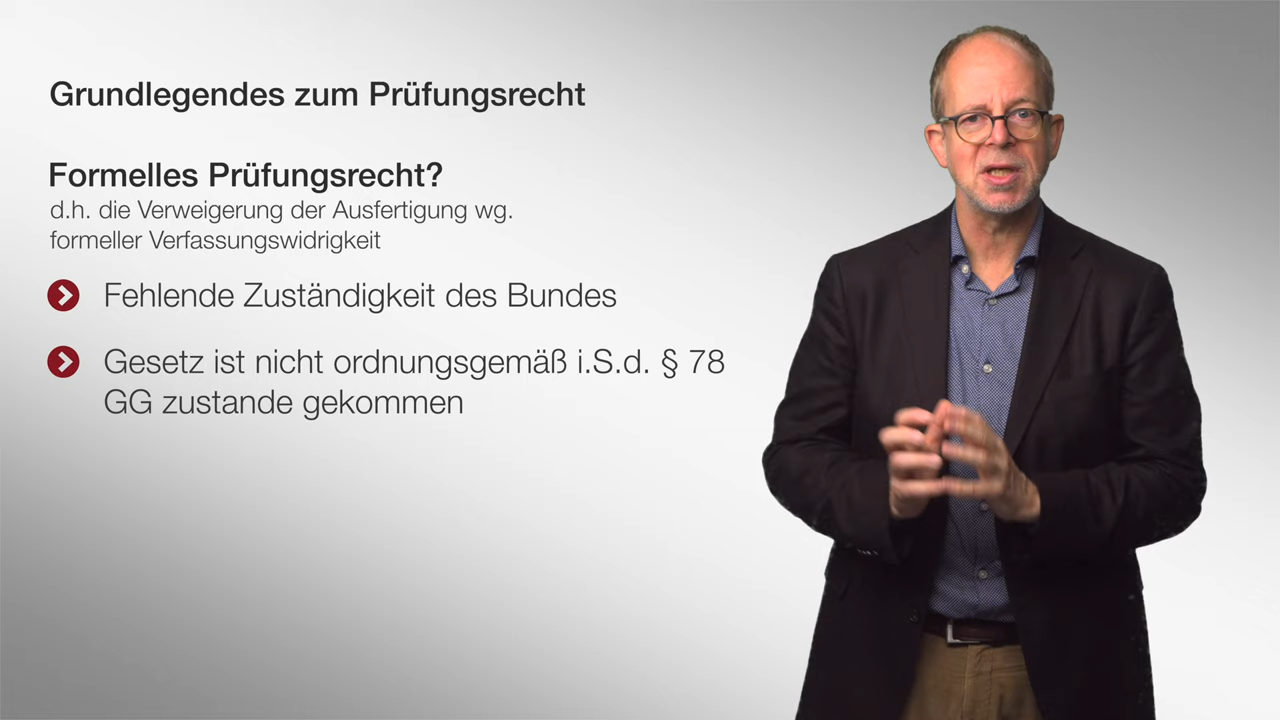 Grundlegendes zum Prüfungsrecht
Formelles Prüfungsrecht?
d.h. die Verweigerung der Ausfertigung wg.
formeller Verfassungswidrigkeit
Fehlende Zuständigkeit des Bundes
Gesetz ist nicht ordnungsgemäß i.S.d. § 78
GG zustande gekommen